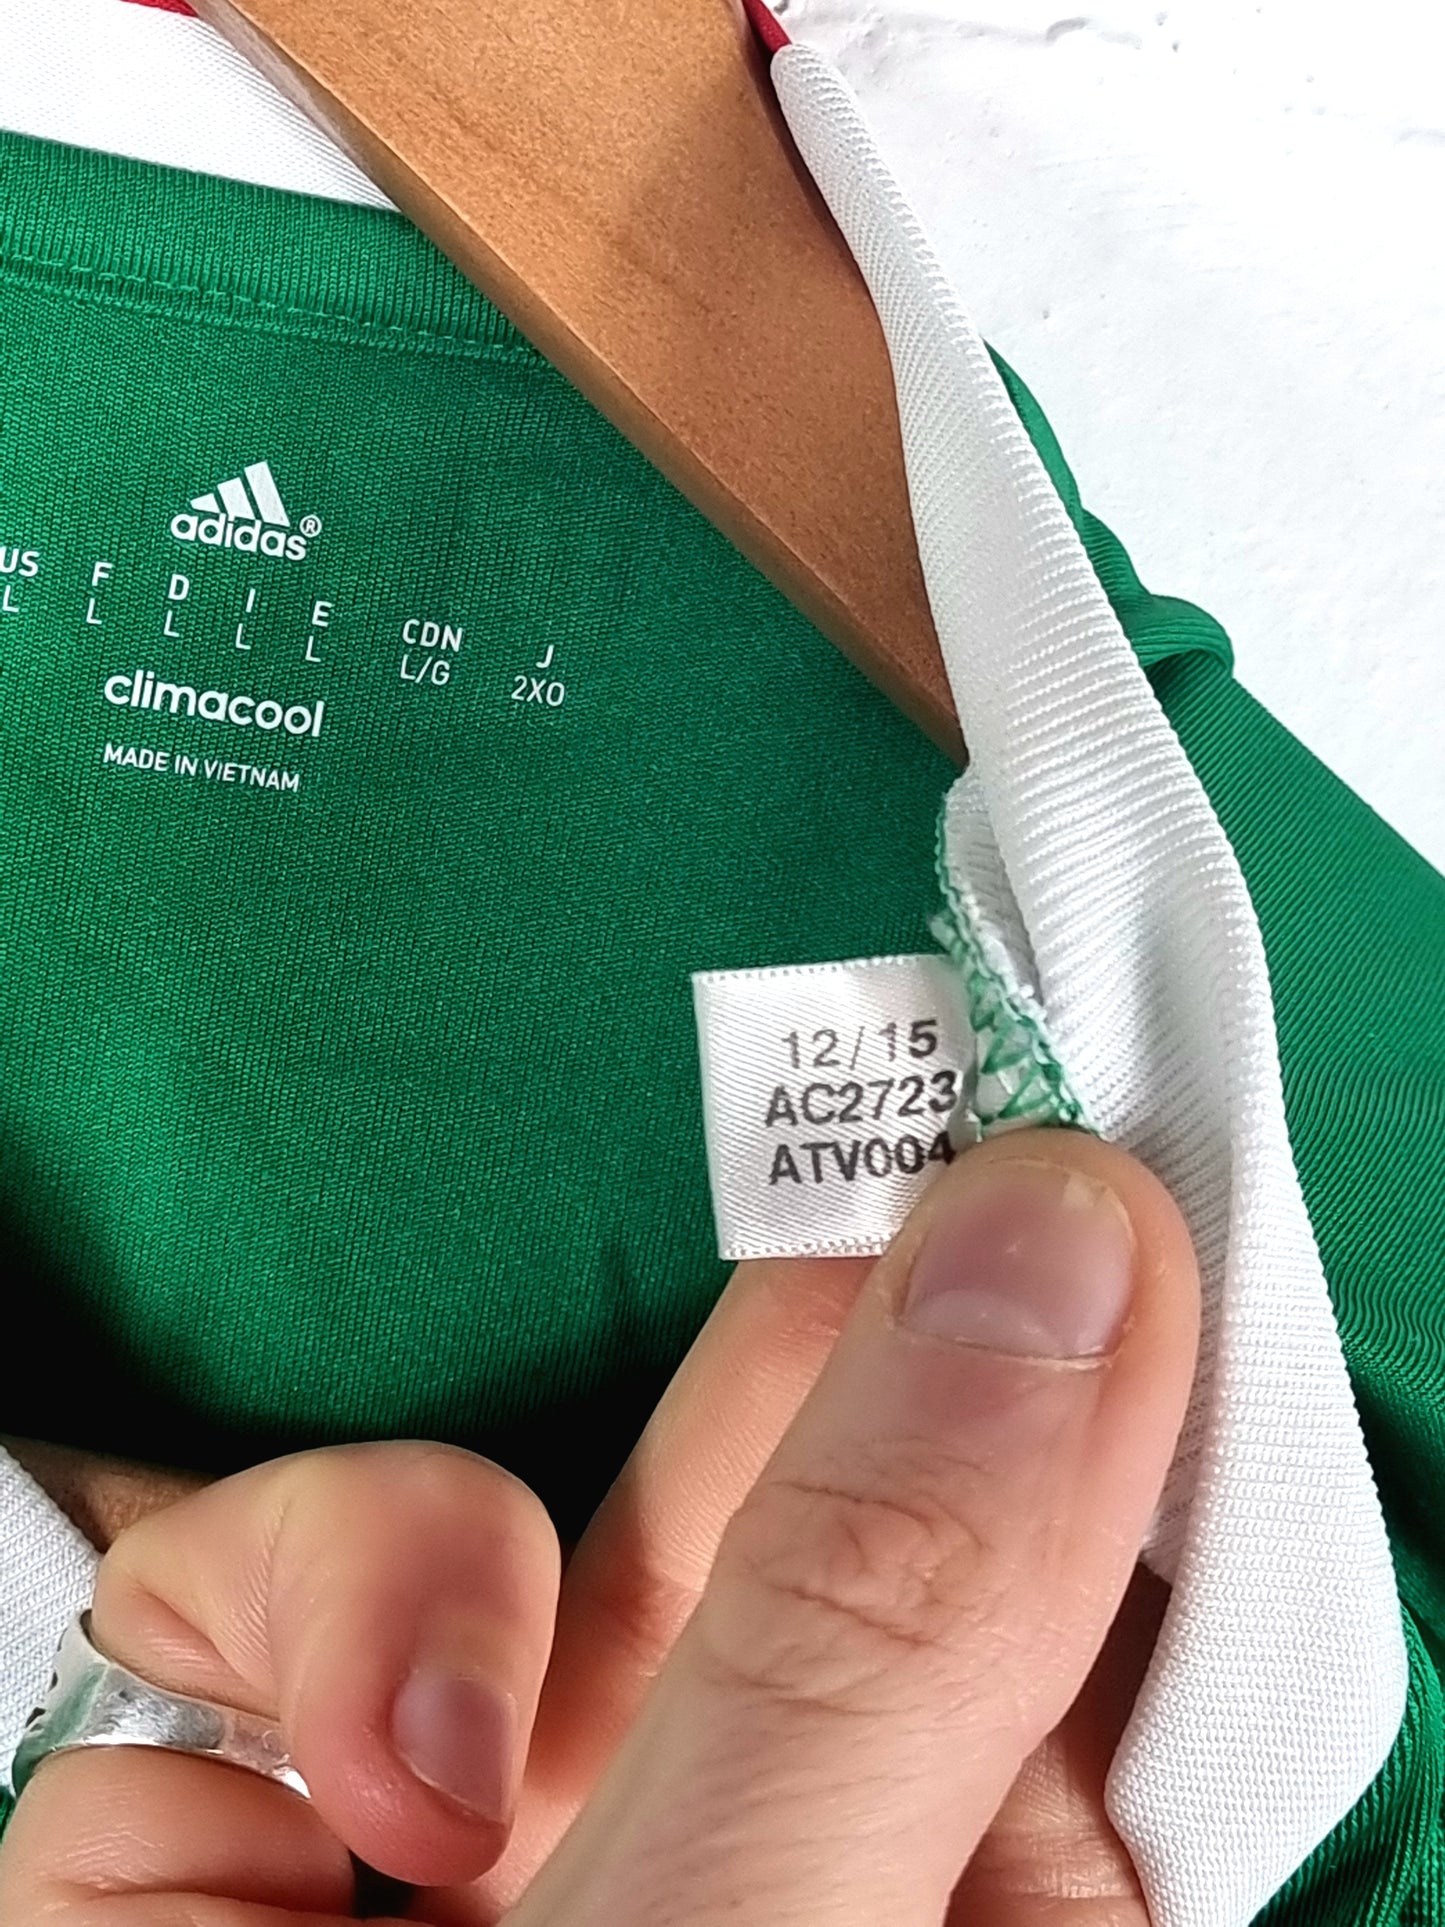 adidas®
US F D I E CDN J
L L L L L L/G 2XO
climacool
MADE IN VIETNAM
12/15
AC2723
ATV004